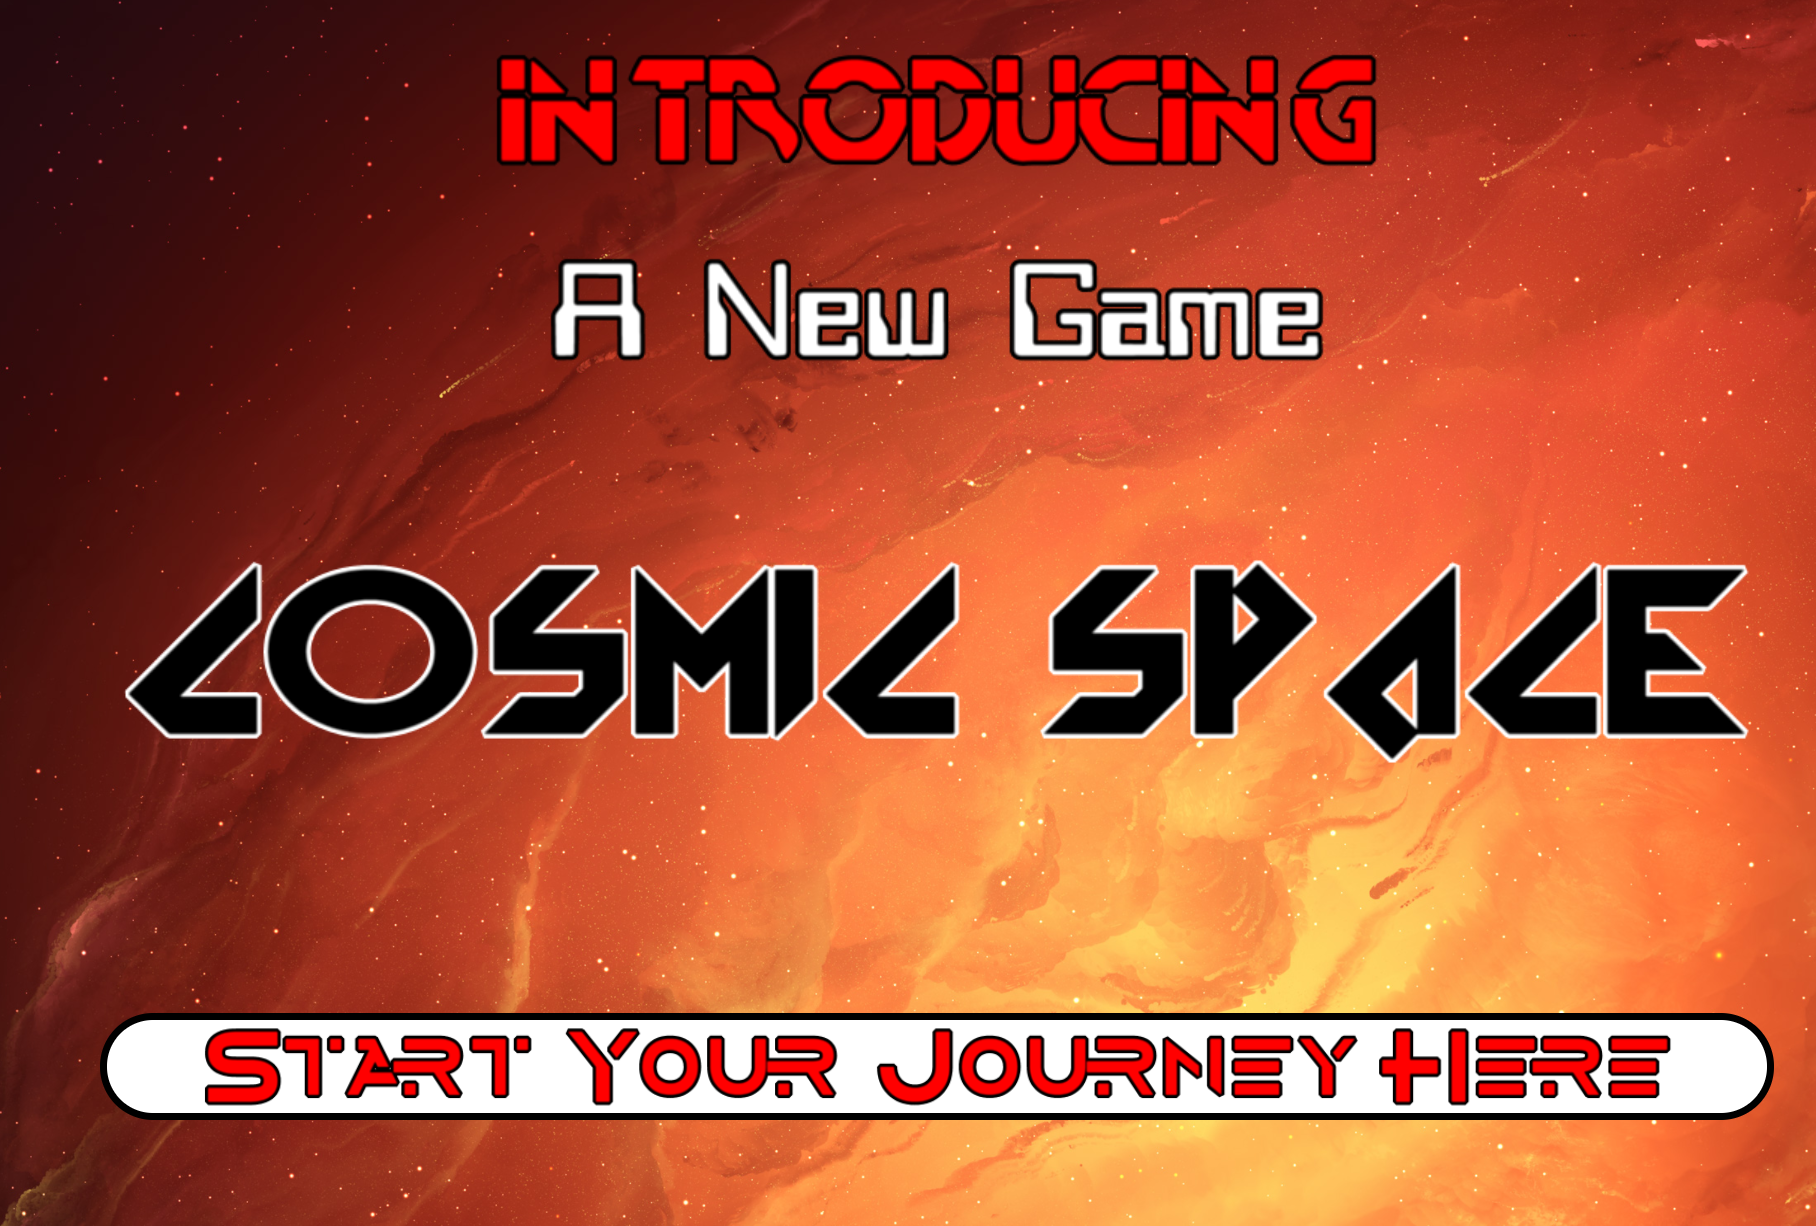 INTRODUCING
A New Game
COSMIC SPACE
START YOUR JOURNEY HERE